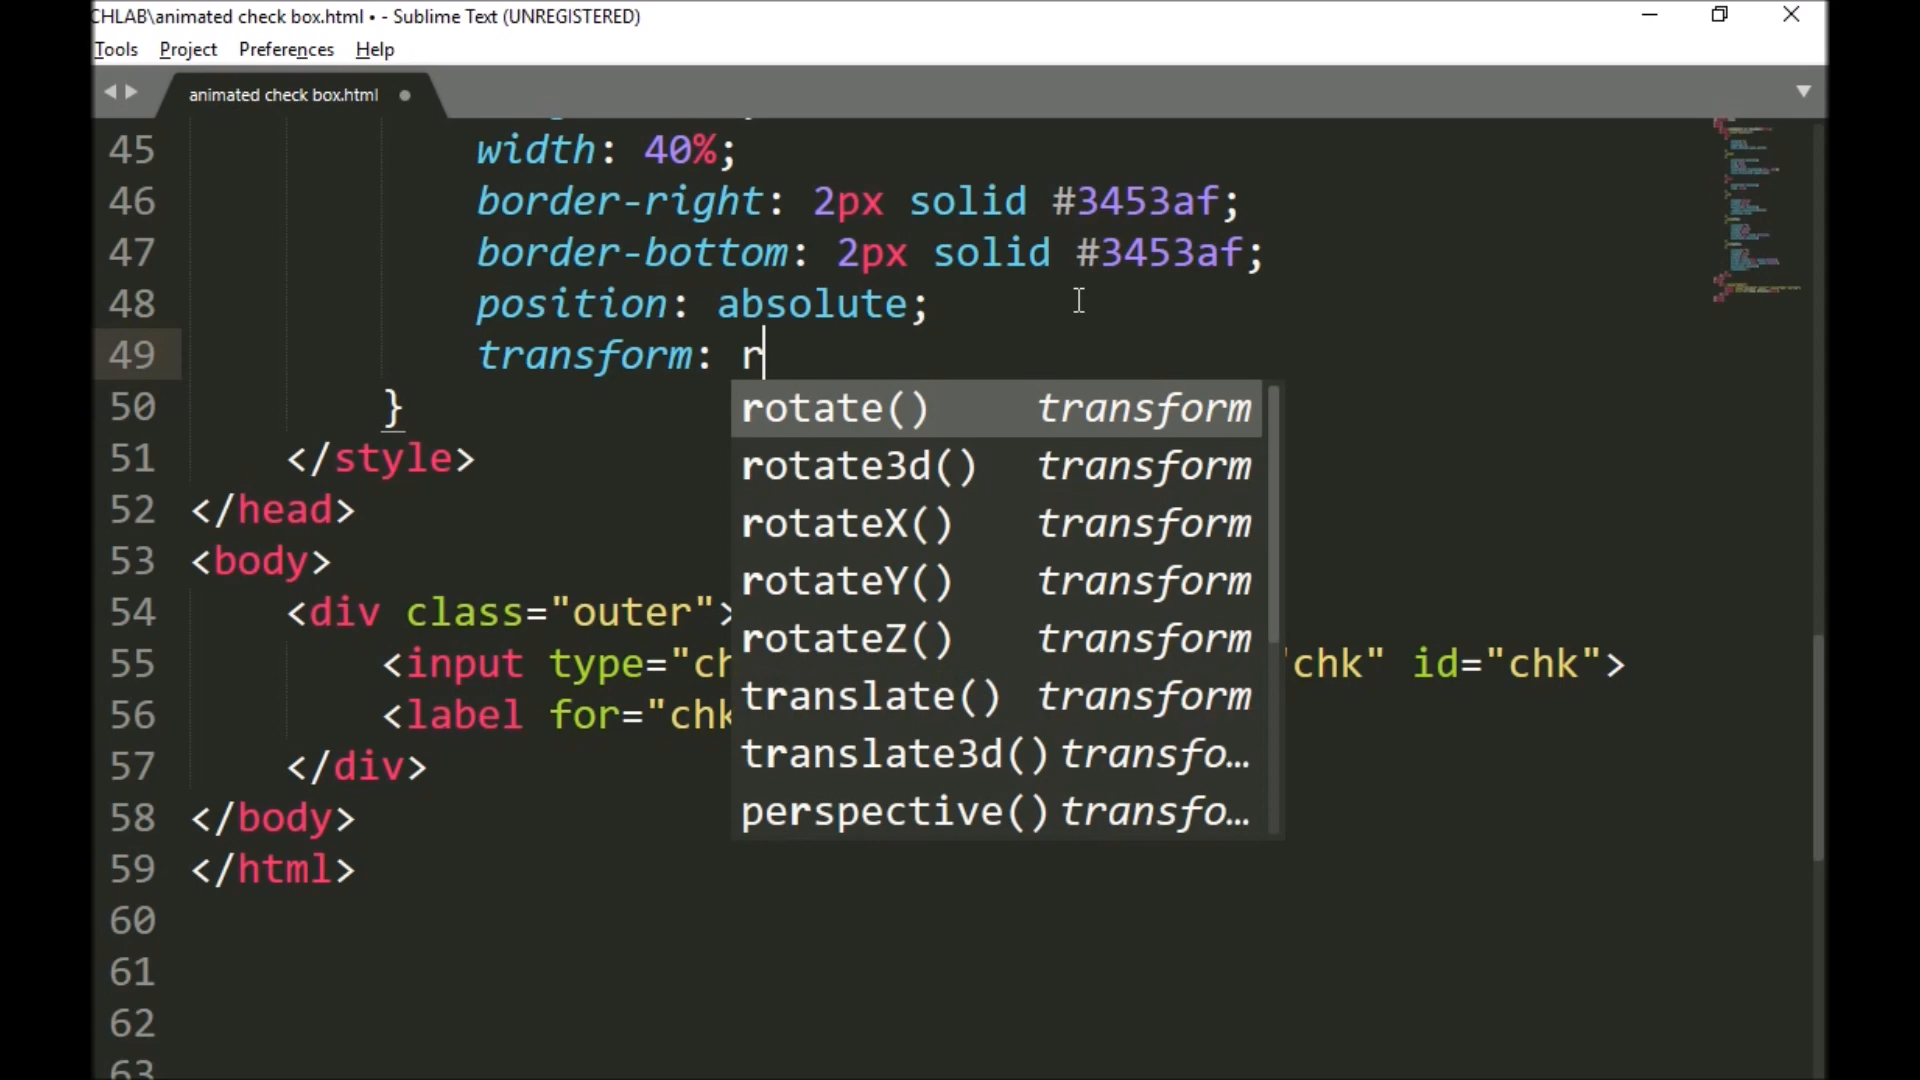 CHLAB\animated check box.html • - Sublime Text (UNREGISTERED)
Tools Project Preferences Help
animated check box.html
45 width: 40%;
46 border-right: 2px solid #3453af;
47 border-bottom: 2px solid #3453af;
48 position: absolute;
49 transform: r
rotate() transform
rotate3d() transform
rotateX() transform
rotateY() transform
rotateZ() transform
translate() transform
translate3d() transfo…
perspective() transfo…
50 }
51 </style>
52 </head>
53 <body>
54 <div class="outer">
55 <input type="ch "chk" id="chk">
56 <label for="chk
57 </div>
58 </body>
59 </html>
60
61
62
63